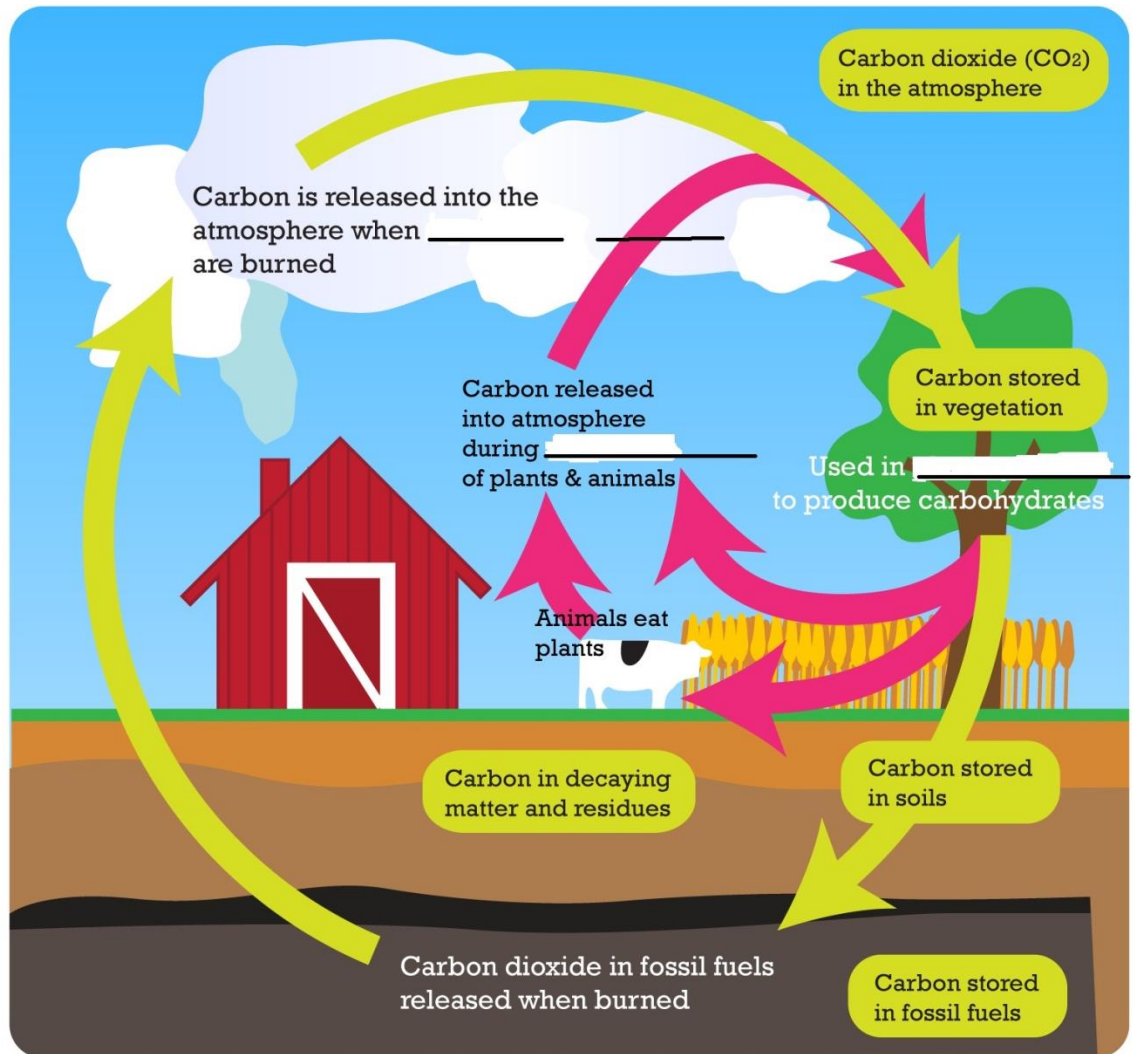 Carbon dioxide (CO2)
in the atmosphere
Carbon is released into the
atmosphere when
are burned
Carbon stored
in vegetation
Carbon released
into atmosphere
during
of plants & animals
Used in
to produce carbohydrates
Animals eat
plants
Carbon in decaying
matter and residues
Carbon stored
in soils
Carbon dioxide in fossil fuels
released when burned
Carbon stored
in fossil fuels